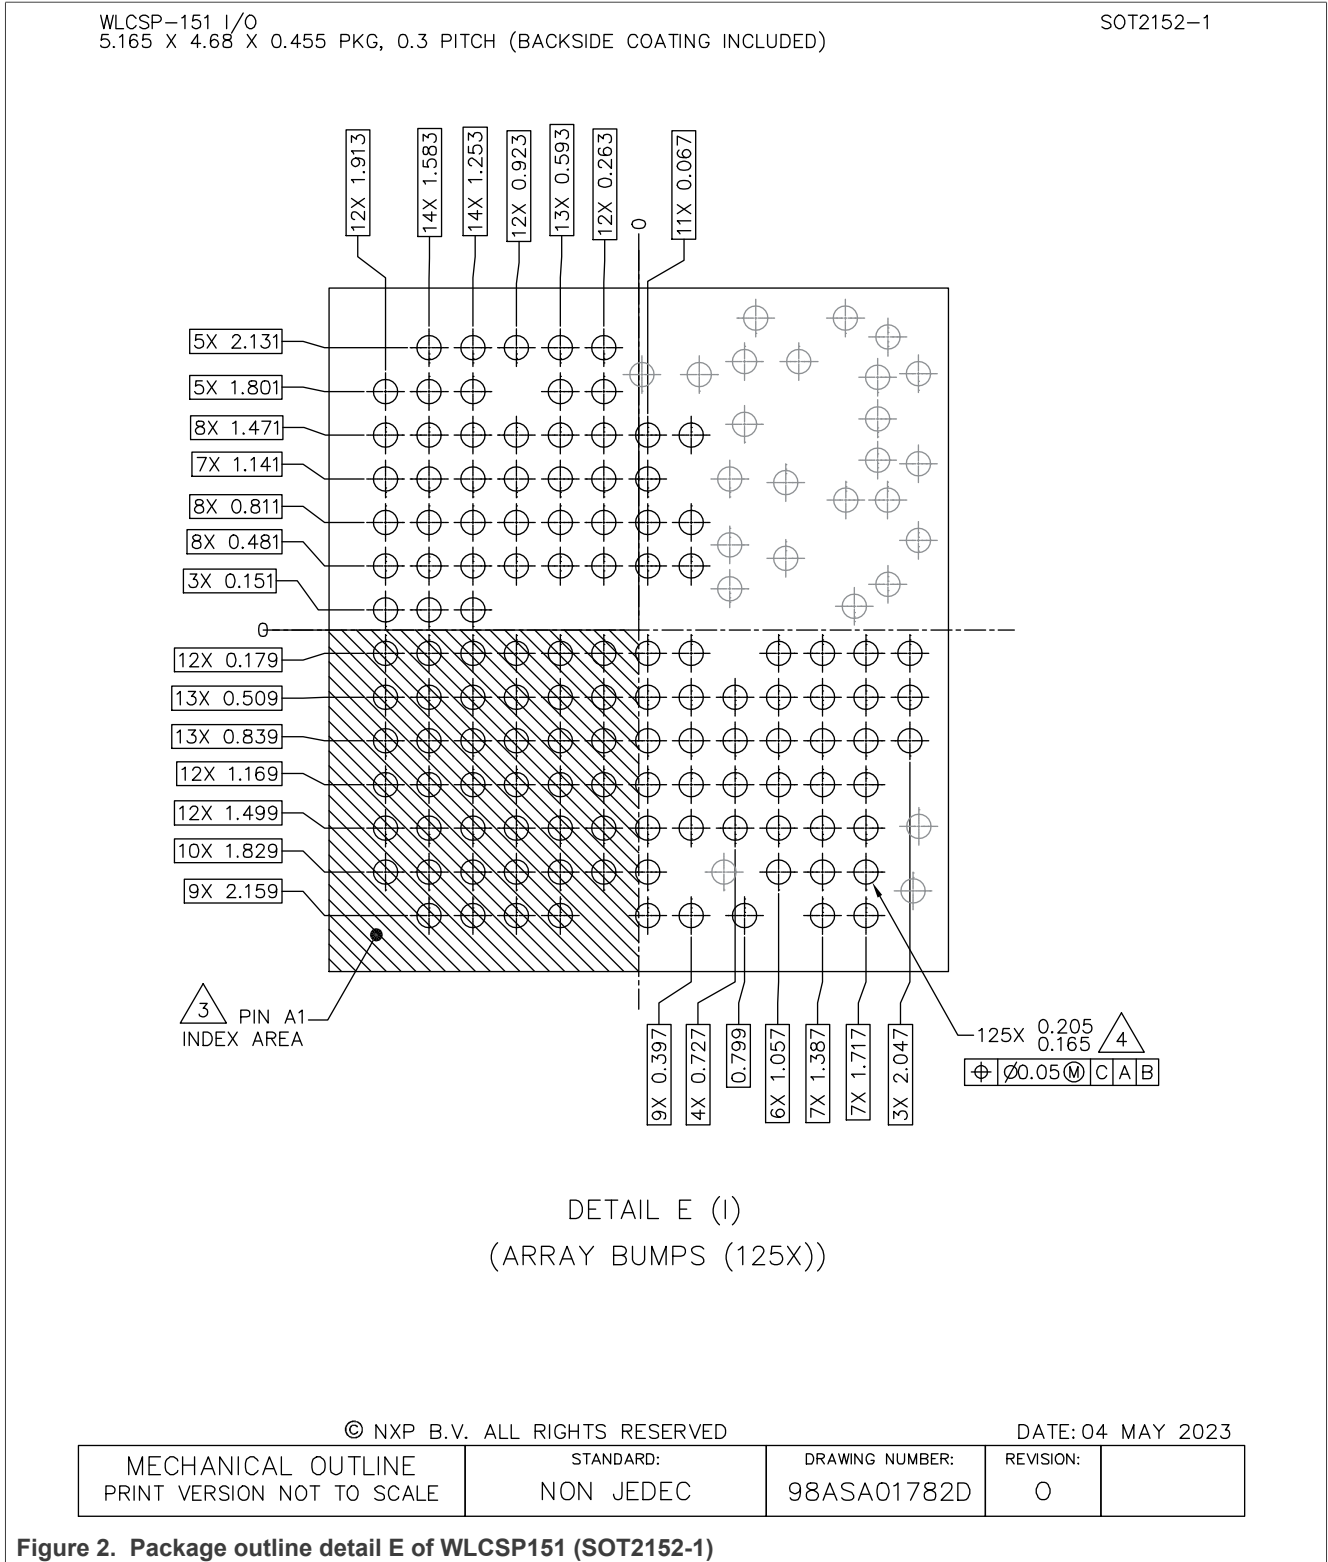 WLCSP-151 I/O
SOT2152-1
5.165 X 4.68 X 0.455 PKG, 0.3 PITCH (BACKSIDE COATING INCLUDED)
12X 1.913
14X 1.583
14X 1.253
12X 0.923
13X 0.593
12X 0.263
0
11X 0.067
5X 2.131
5X 1.801
8X 1.471
7X 1.141
8X 0.811
8X 0.481
3X 0.151
0
12X 0.179
13X 0.509
13X 0.839
12X 1.169
12X 1.499
10X 1.829
9X 2.159
3 PIN A1
INDEX AREA
9X 0.397
4X 0.727
0.799
6X 1.057
7X 1.387
7X 1.717
3X 2.047
125X 0.205
0.165
4
⌖ Ø0.05Ⓜ C A B
DETAIL E (I)
(ARRAY BUMPS (125X))
© NXP B.V. ALL RIGHTS RESERVED
DATE: 04 MAY 2023
MECHANICAL OUTLINE
PRINT VERSION NOT TO SCALE
STANDARD:
NON JEDEC
DRAWING NUMBER:
98ASA01782D
REVISION:
O
Figure 2. Package outline detail E of WLCSP151 (SOT2152-1)